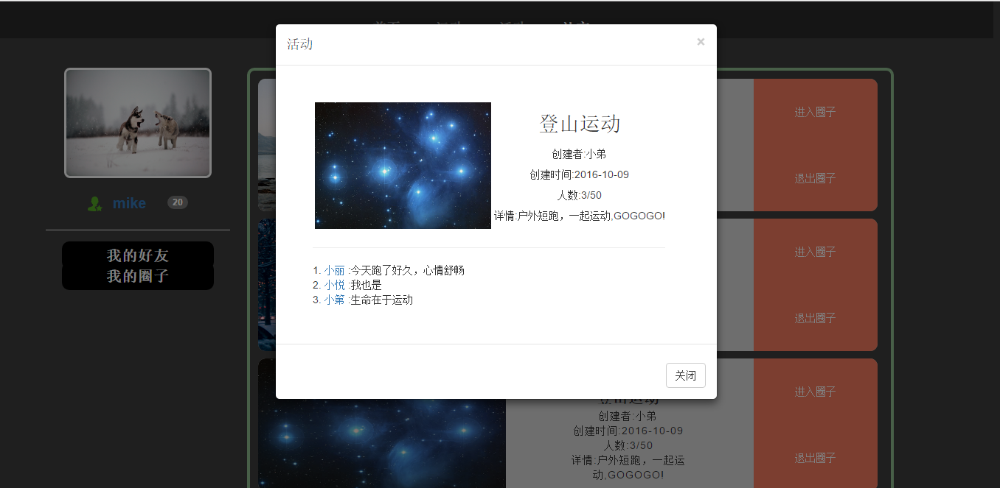 活动
×
登山运动
创建者:小弟
创建时间:2016-10-09
人数:3/50
详情:户外短跑，一起运动,GOGOGO!
1. 小丽 :今天跑了好久，心情舒畅
2. 小悦 :我也是
3. 小第 :生命在于运动
关闭
mike 20
我的好友
我的圈子
进入圈子
退出圈子
进入圈子
退出圈子
登山运动
创建者:小弟
创建时间:2016-10-09
人数:3/50
详情:户外短跑，一起运
动,GOGOGO!
进入圈子
退出圈子